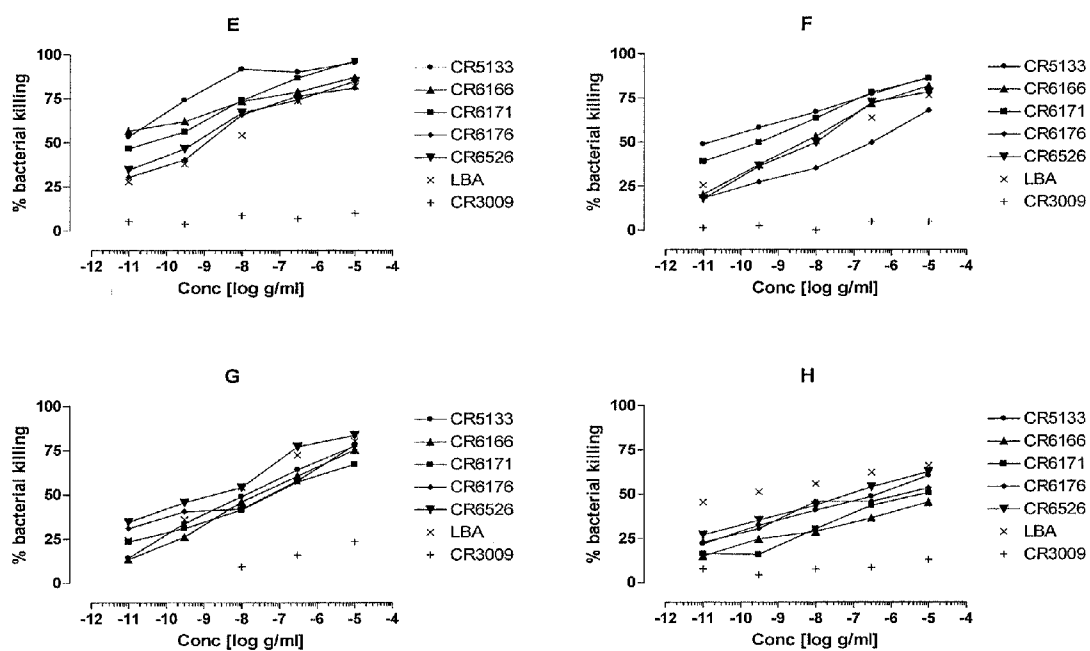 E
100
75
50
25
0
% bacterial killing
-12 -11 -10 -9 -8 -7 -6 -5 -4
Conc [log g/ml]
CR5133
CR6166
CR6171
CR6176
CR6526
LBA
CR3009
F
100
75
50
25
0
% bacterial killing
-12 -11 -10 -9 -8 -7 -6 -5 -4
Conc [log g/ml]
CR5133
CR6166
CR6171
CR6176
CR6526
LBA
CR3009
G
100
75
50
25
0
% bacterial killing
-12 -11 -10 -9 -8 -7 -6 -5 -4
Conc [log g/ml]
CR5133
CR6166
CR6171
CR6176
CR6526
LBA
CR3009
H
100
75
50
25
0
% bacterial killing
-12 -11 -10 -9 -8 -7 -6 -5 -4
Conc [log g/ml]
CR5133
CR6166
CR6171
CR6176
CR6526
LBA
CR3009